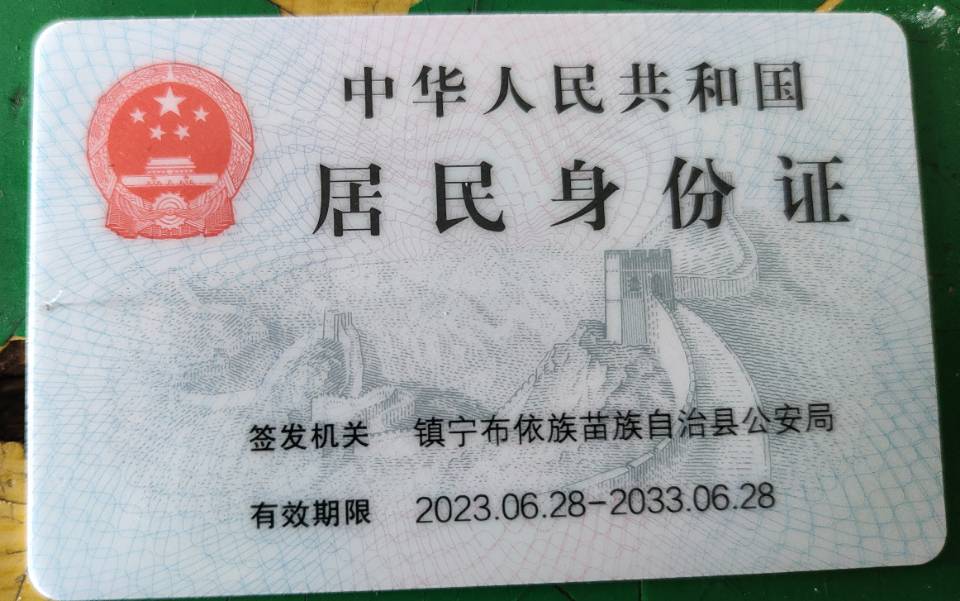 中华人民共和国
居民身份证
签发机关 镇宁布依族苗族自治县公安局
有效期限 2023.06.28-2033.06.28